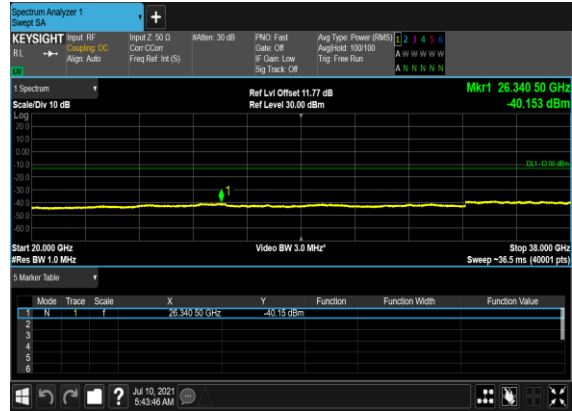 Spectrum Analyzer 1
Swept SA
+
KEYSIGHT Input: RF Input Z: 50 Ω #Atten: 30 dB PNO: Fast Avg Type: Power (RMS) 1 2 3 4 5 6
RL Coupling: DC Corr CCorr Gate: Off Avg|Hold: 100/100 A W W W W W
Align: Auto Freq Ref: Int (S) IF Gain: Low Trig: Free Run
LW Sig Track: Off A N N N N N
1 Spectrum Ref Lvl Offset 11.77 dB Mkr1 26.340 50 GHz
Scale/Div 10 dB Ref Level 30.00 dBm -40.153 dBm
Log
20.0
10.0
0.00
-10.0 DL1 -13.00 dBm
-20.0
-30.0 1
-40.0
-50.0
-60.0
Start 20.000 GHz Video BW 3.0 MHz* Stop 38.000 GHz
#Res BW 1.0 MHz Sweep ~36.5 ms (40001 pts)
5 Marker Table
Mode Trace Scale X Y Function Function Width Function Value
1 N 1 f 26.340 50 GHz -40.15 dBm
2
3
4
5
6
? Jul 10, 2021
5:43:46 AM